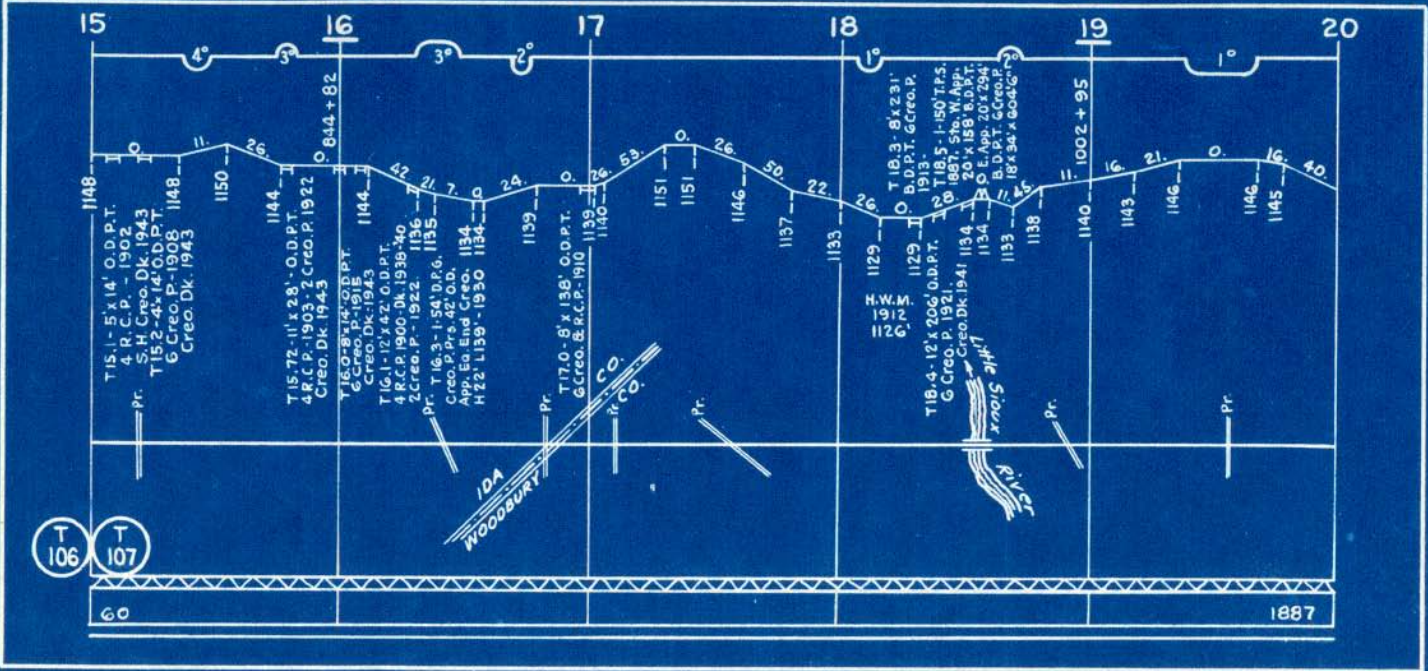 15 16 17 18 19 20
4° 3° 3° 2° 1° 2° 1°
844 + 82
1002 + 95
0. 11. 26. 0. 42. 21. 7. 0 24. 0. 26. 53. 0. 26. 50. 22. 26. 0. 28. 0 11. 45. 11. 16. 21. 0. 16. 40.
1148 1148 1150 1144 1144 1136 1135 1134 1134 1139 1139 1140 1151 1151 1146 1137 1133 1129 1129 1134 1134 1133 1138 1140 1143 1146 1146 1145
T15.1 - 5' x 14' O.D.P.T.
4 R.C.P. - 1902
S.H. Creo. Dk. 1943
T15.2 - 4' x 14' O.D.P.T.
6 Creo. P. - 1908
Creo. Dk. 1943
T15.72 - 11' x 28' O.D.P.T.
4 R.C.P. - 1903 - 2 Creo. P. 1922
Creo. Dk. 1943
T16.0 - 8' x 14' O.D.P.T.
6 Creo. P. - 1915
Creo. Dk. - 1943
T16.1 - 12' x 42' O.D.P.T.
4 R.C.P. 1900 - Dk. 1938-'40
2 Creo. P. - 1922.
T16.3 - 1-54' D.P.G.
Creo. P. Prs. 42' O.D.
App. Ea. End Creo.
H22' L139' - 1930
T17.0 - 8' x 138' O.D.P.T.
6 Creo. & R.C.P. - 1910
T18.3 - 8' x 231'
B.D.P.T. 6 Creo. P.
1913 -
T18.4 - 12' x 206' O.D.P.T.
6 Creo. P. 1921.
Creo. Dk. 1941
T18.5 - 1-150' T.P.S.
1887. Sto. W. App.
20' x 158' B.D.P.T.
E. App. 20' x 294'
B.D.P.T. 6 Creo. P.
18' x 34' x 604'6"
H.W.M.
1912
1126'
Pr. Pr. Pr. Pr. Pr. Pr. Pr.
IDA CO.
WOODBURY CO.
Little Sioux River
T
106
T
107
60 1887